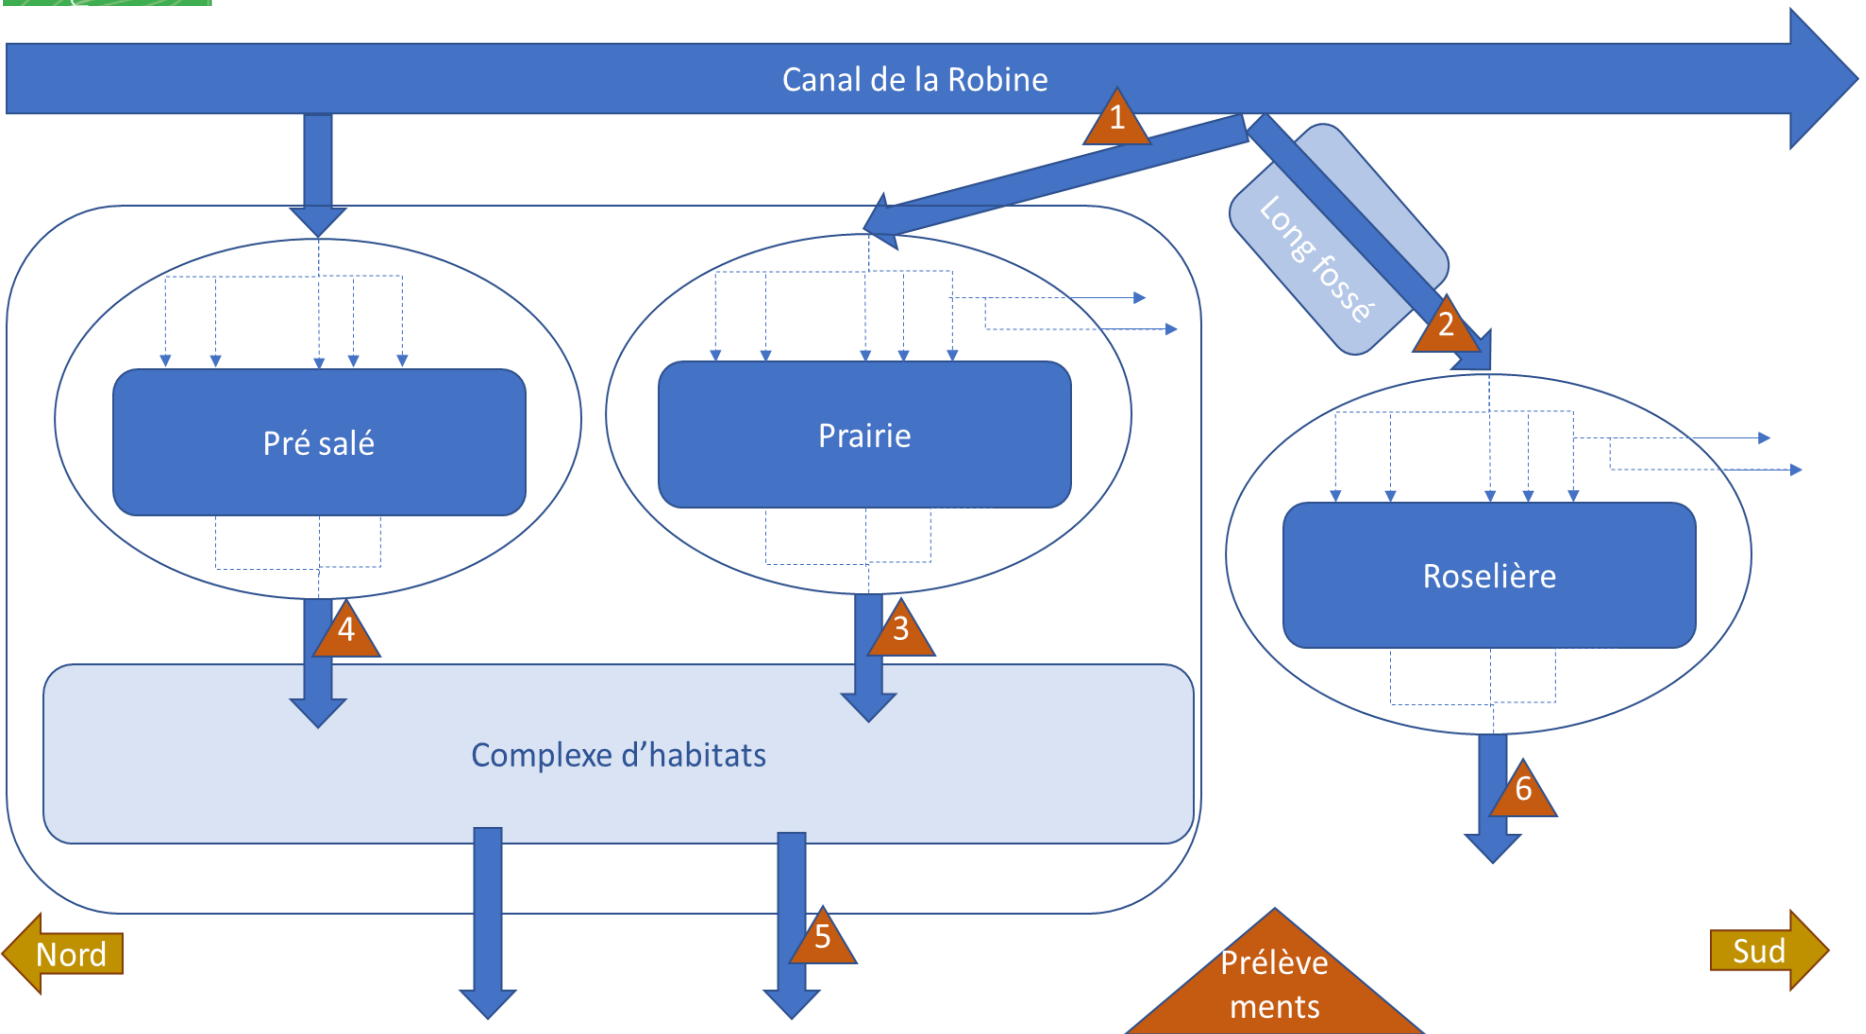 Canal de la Robine
1
Long fossé
2
Pré salé
Prairie
Roselière
4
3
Complexe d'habitats
6
5
Nord
Prélève
ments
Sud